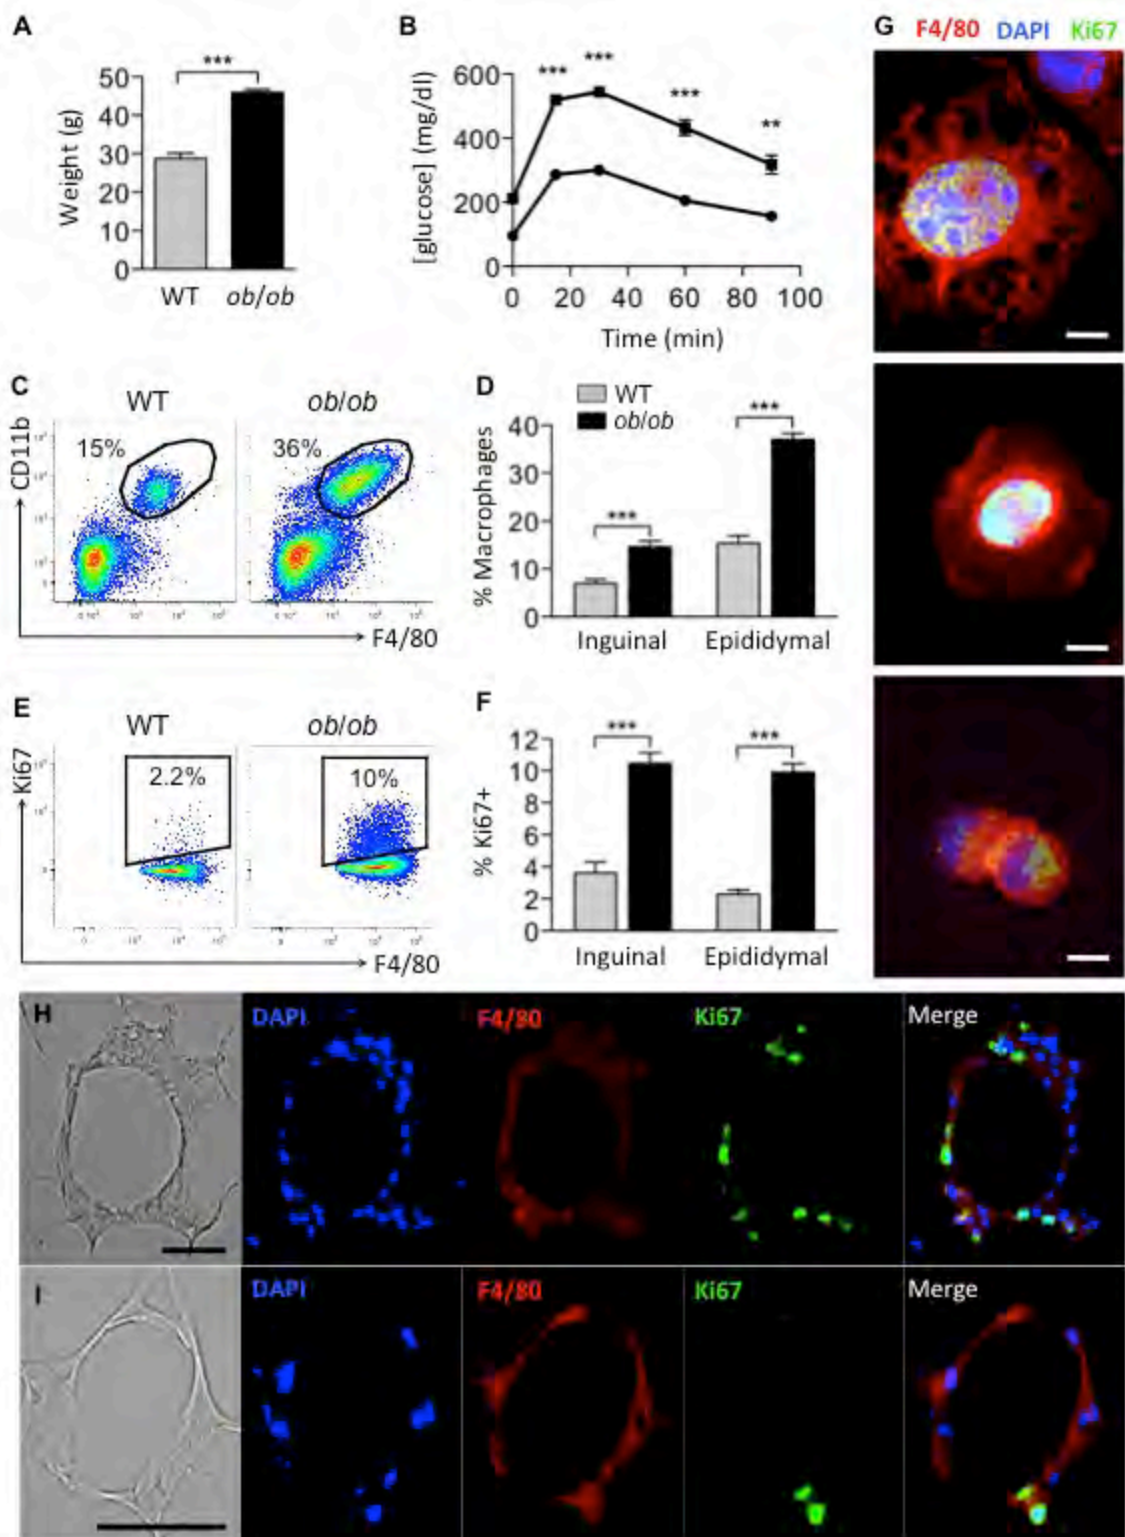 A
***
Weight (g)
50
40
30
20
10
0
WT ob/ob
B
*** *** *** **
[glucose] (mg/dl)
600
400
200
0
0 20 40 60 80 100
Time (min)
G F4/80 DAPI Ki67
C
WT ob/ob
CD11b
15% 36%
F4/80
D
WT
ob/ob
% Macrophages
40
30
20
10
0
*** ***
Inguinal Epididymal
E
WT ob/ob
Ki67
2.2% 10%
F4/80
F
% Ki67+
12
10
8
6
4
2
0
*** ***
Inguinal Epididymal
H DAPI F4/80 Ki67 Merge
I DAPI F4/80 Ki67 Merge